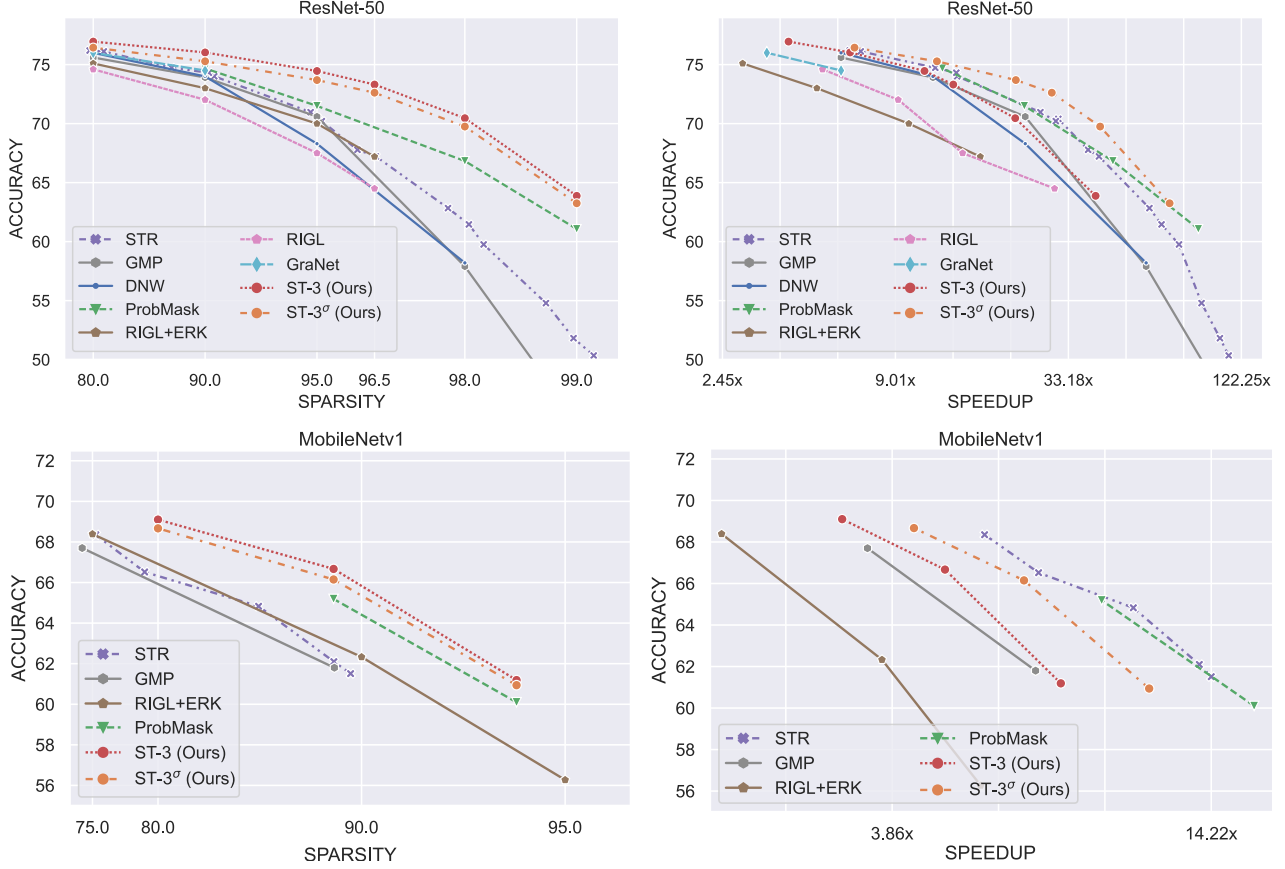 ResNet-50
ACCURACY
75
70
65
60
55
50
STR
GMP
DNW
ProbMask
RIGL+ERK
RIGL
GraNet
ST-3 (Ours)
ST-3σ (Ours)
80.0 90.0 95.0 96.5 98.0 99.0
SPARSITY
ResNet-50
ACCURACY
75
70
65
60
55
50
STR
GMP
DNW
ProbMask
RIGL+ERK
RIGL
GraNet
ST-3 (Ours)
ST-3σ (Ours)
2.45x 9.01x 33.18x 122.25x
SPEEDUP
MobileNetv1
ACCURACY
72
70
68
66
64
62
60
58
56
STR
GMP
RIGL+ERK
ProbMask
ST-3 (Ours)
ST-3σ (Ours)
75.0 80.0 90.0 95.0
SPARSITY
MobileNetv1
ACCURACY
72
70
68
66
64
62
60
58
56
STR
GMP
RIGL+ERK
ProbMask
ST-3 (Ours)
ST-3σ (Ours)
3.86x 14.22x
SPEEDUP